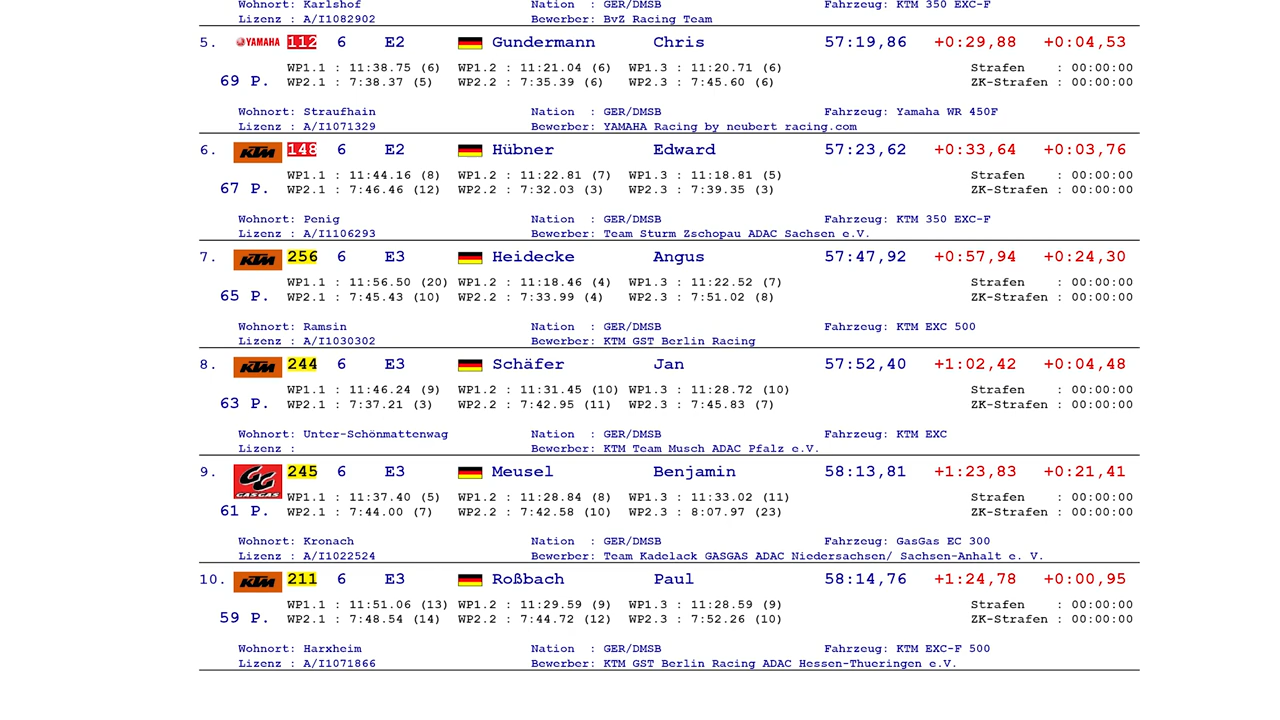 Wohnort: Karlshof Nation : GER/DMSB Fahrzeug: KTM 350 EXC-F
Lizenz : A/I1082902 Bewerber: BvZ Racing Team
5. YAMAHA 112 6 E2 Gundermann Chris 57:19,86 +0:29,88 +0:04,53
WP1.1 : 11:38.75 (6) WP1.2 : 11:21.04 (6) WP1.3 : 11:20.71 (6) Strafen : 00:00:00
69 P. WP2.1 : 7:38.37 (5) WP2.2 : 7:35.39 (6) WP2.3 : 7:45.60 (6) ZK-Strafen : 00:00:00
Wohnort: Straufhain Nation : GER/DMSB Fahrzeug: Yamaha WR 450F
Lizenz : A/I1071329 Bewerber: YAMAHA Racing by neubert racing.com
6. KTM 148 6 E2 Hübner Edward 57:23,62 +0:33,64 +0:03,76
WP1.1 : 11:44.16 (8) WP1.2 : 11:22.81 (7) WP1.3 : 11:18.81 (5) Strafen : 00:00:00
67 P. WP2.1 : 7:46.46 (12) WP2.2 : 7:32.03 (3) WP2.3 : 7:39.35 (3) ZK-Strafen : 00:00:00
Wohnort: Penig Nation : GER/DMSB Fahrzeug: KTM 350 EXC-F
Lizenz : A/I1106293 Bewerber: Team Sturm Zschopau ADAC Sachsen e.V.
7. KTM 256 6 E3 Heidecke Angus 57:47,92 +0:57,94 +0:24,30
WP1.1 : 11:56.50 (20) WP1.2 : 11:18.46 (4) WP1.3 : 11:22.52 (7) Strafen : 00:00:00
65 P. WP2.1 : 7:45.43 (10) WP2.2 : 7:33.99 (4) WP2.3 : 7:51.02 (8) ZK-Strafen : 00:00:00
Wohnort: Ramsin Nation : GER/DMSB Fahrzeug: KTM EXC 500
Lizenz : A/I1030302 Bewerber: KTM GST Berlin Racing
8. KTM 244 6 E3 Schäfer Jan 57:52,40 +1:02,42 +0:04,48
WP1.1 : 11:46.24 (9) WP1.2 : 11:31.45 (10) WP1.3 : 11:28.72 (10) Strafen : 00:00:00
63 P. WP2.1 : 7:37.21 (3) WP2.2 : 7:42.95 (11) WP2.3 : 7:45.83 (7) ZK-Strafen : 00:00:00
Wohnort: Unter-Schönmattenwag Nation : GER/DMSB Fahrzeug: KTM EXC
Lizenz : Bewerber: KTM Team Musch ADAC Pfalz e.V.
9. GG GASGAS 245 6 E3 Meusel Benjamin 58:13,81 +1:23,83 +0:21,41
WP1.1 : 11:37.40 (5) WP1.2 : 11:28.84 (8) WP1.3 : 11:33.02 (11) Strafen : 00:00:00
61 P. WP2.1 : 7:44.00 (7) WP2.2 : 7:42.58 (10) WP2.3 : 8:07.97 (23) ZK-Strafen : 00:00:00
Wohnort: Kronach Nation : GER/DMSB Fahrzeug: GasGas EC 300
Lizenz : A/I1022524 Bewerber: Team Kadelack GASGAS ADAC Niedersachsen/ Sachsen-Anhalt e. V.
10. KTM 211 6 E3 Roßbach Paul 58:14,76 +1:24,78 +0:00,95
WP1.1 : 11:51.06 (13) WP1.2 : 11:29.59 (9) WP1.3 : 11:28.59 (9) Strafen : 00:00:00
59 P. WP2.1 : 7:48.54 (14) WP2.2 : 7:44.72 (12) WP2.3 : 7:52.26 (10) ZK-Strafen : 00:00:00
Wohnort: Harxheim Nation : GER/DMSB Fahrzeug: KTM EXC-F 500
Lizenz : A/I1071866 Bewerber: KTM GST Berlin Racing ADAC Hessen-Thueringen e.V.